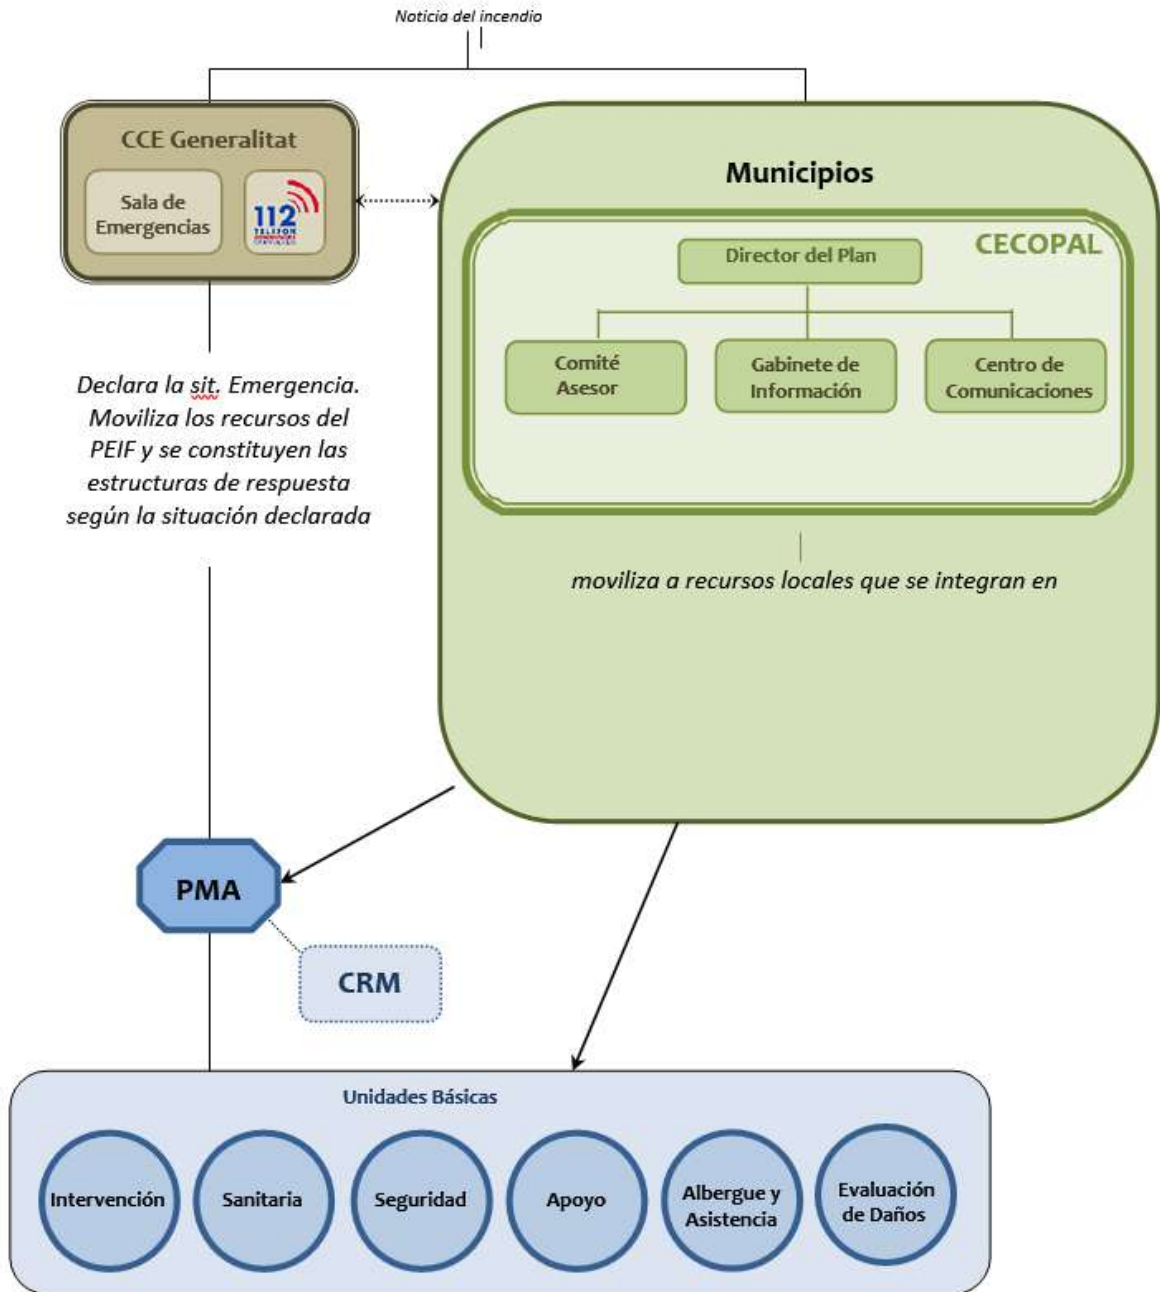 Noticia del incendio
CCE Generalitat
Sala de
Emergencias
112
TELEFON
Municipios
CECOPAL
Director del Plan
Comité
Asesor
Gabinete de
Información
Centro de
Comunicaciones
Declara la sit. Emergencia.
Moviliza los recursos del
PEIF y se constituyen las
estructuras de respuesta
según la situación declarada
moviliza a recursos locales que se integran en
PMA
CRM
Unidades Básicas
Intervención
Sanitaria
Seguridad
Apoyo
Albergue y
Asistencia
Evaluación
de Daños